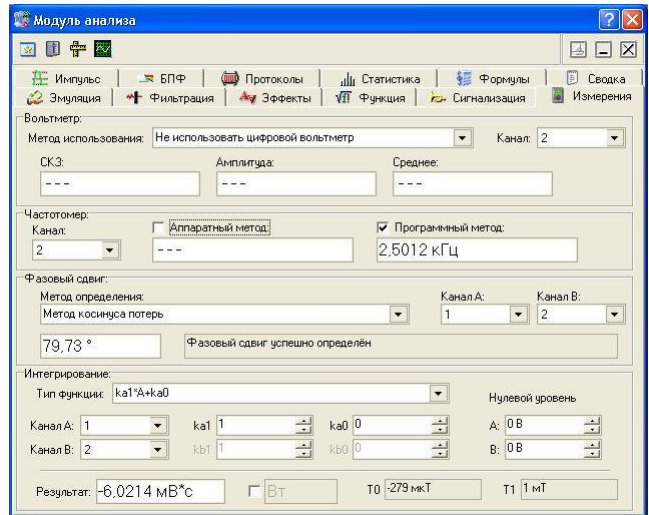 Модуль анализа
Импульс БПФ Протоколы Статистика Формулы Сводка
Эмуляция Фильтрация Эффекты Функция Сигнализация Измерения
Вольтметр:
Метод использования: Не использовать цифровой вольтметр Канал: 2
СКЗ: Амплитуда: Среднее:
--- --- ---
Частотомер:
Канал: Аппаратный метод: Программный метод:
2 --- 2,5012 кГц
Фазовый сдвиг:
Метод определения: Канал А: Канал В:
Метод косинуса потерь 1 2
79,73 ° Фазовый сдвиг успешно определён
Интегрирование:
Тип функции: ka1*A+ka0 Нулевой уровень
Канал А: 1 ka1 1 ka0 0 А: 0 В
Канал В: 2 kb1 1 kb0 0 В: 0 В
Результат: -6,0214 мВ*с Вт T0 -279 мкТ T1 1 мТ